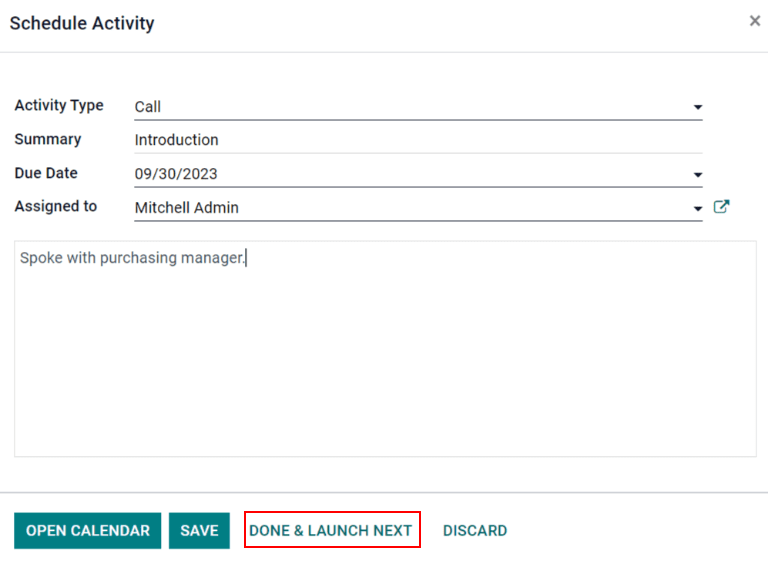 Schedule Activity ×
Activity Type Call
Summary Introduction
Due Date 09/30/2023
Assigned to Mitchell Admin
Spoke with purchasing manager.
OPEN CALENDAR SAVE DONE & LAUNCH NEXT DISCARD